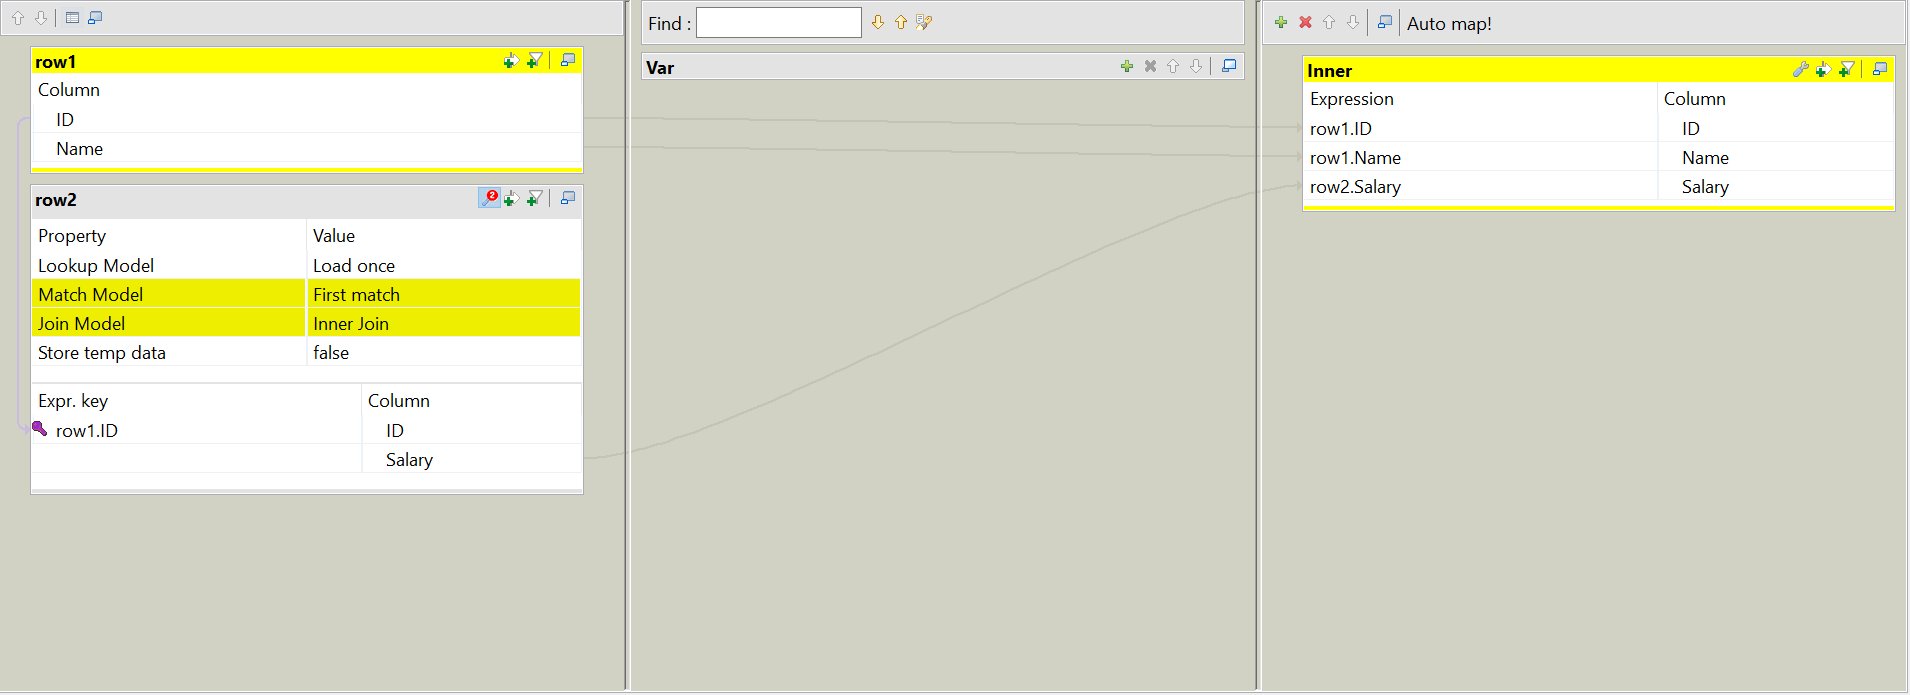 row1
Column
ID
Name
row2
2
Property Value
Lookup Model Load once
Match Model First match
Join Model Inner Join
Store temp data false
Expr. key Column
row1.ID ID
Salary
Find :
Var
Auto map!
Inner
Expression Column
row1.ID ID
row1.Name Name
row2.Salary Salary